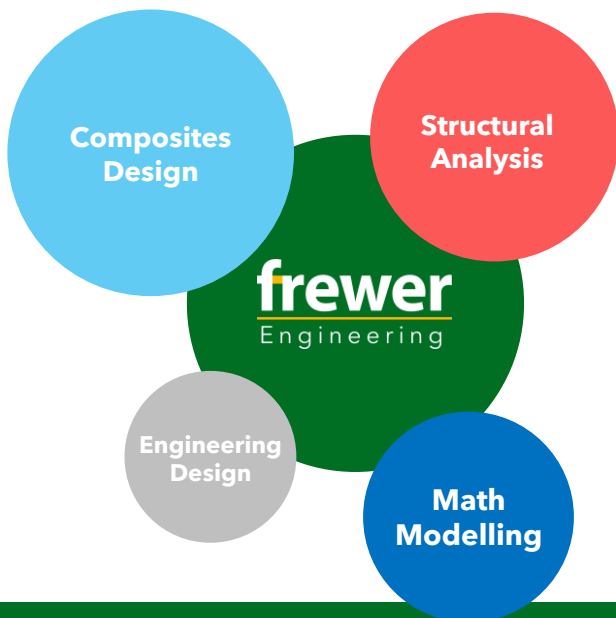 Composites
Design
Structural
Analysis
frewer
Engineering
Engineering
Design
Math
Modelling